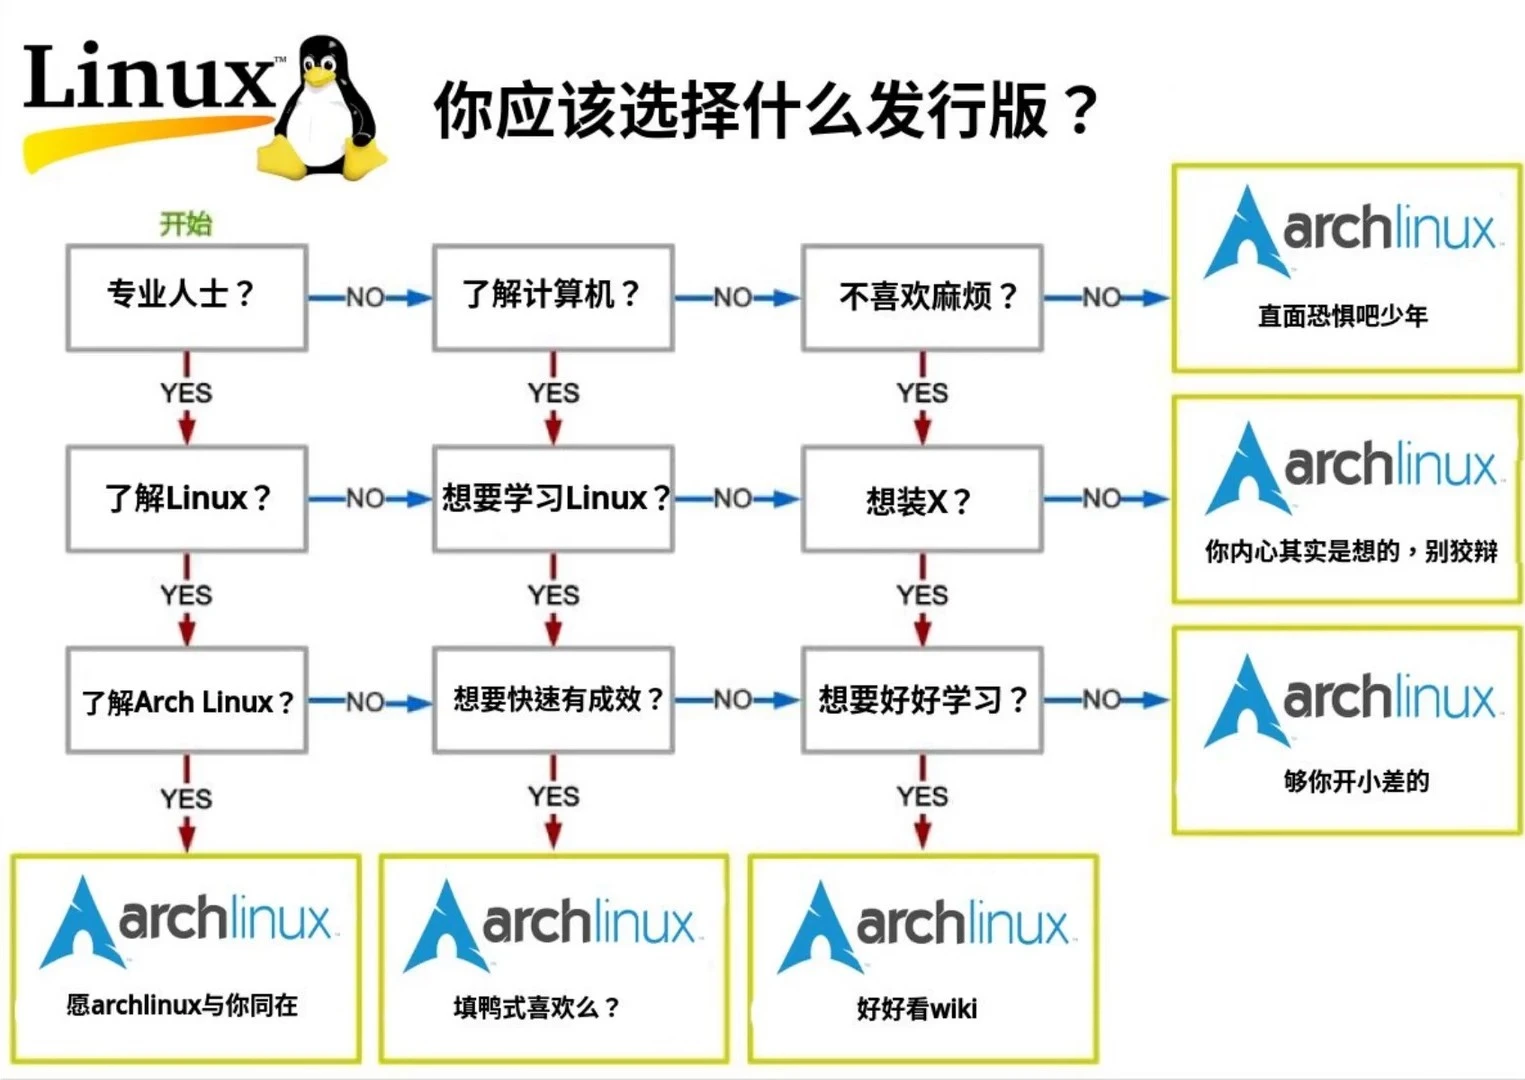 Linux™
你应该选择什么发行版？
开始
专业人士？
NO
了解计算机？
NO
不喜欢麻烦？
NO
archlinux
直面恐惧吧少年
YES
YES
YES
了解Linux？
NO
想要学习Linux？
NO
想装X？
NO
archlinux
你内心其实是想的，别狡辩
YES
YES
YES
了解Arch Linux？
NO
想要快速有成效？
NO
想要好好学习？
NO
archlinux
够你开小差的
YES
YES
YES
archlinux
愿archlinux与你同在
archlinux
填鸭式喜欢么？
archlinux
好好看wiki